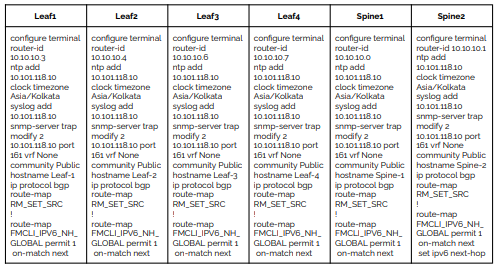 Leaf1 Leaf2 Leaf3 Leaf4 Spine1 Spine2
configure terminal
router-id
10.10.10.3
ntp add
10.101.118.10
clock timezone
Asia/Kolkata
syslog add
10.101.118.10
snmp-server trap
modify 2
10.101.118.10 port
161 vrf None
community Public
hostname Leaf-1
ip protocol bgp
route-map
RM_SET_SRC
!
route-map
FMCLI_IPV6_NH_
GLOBAL permit 1
on-match next
configure terminal
router-id
10.10.10.4
ntp add
10.101.118.10
clock timezone
Asia/Kolkata
syslog add
10.101.118.10
snmp-server trap
modify 2
10.101.118.10 port
161 vrf None
community Public
hostname Leaf-2
ip protocol bgp
route-map
RM_SET_SRC
!
route-map
FMCLI_IPV6_NH_
GLOBAL permit 1
on-match next
configure terminal
router-id
10.10.10.6
ntp add
10.101.118.10
clock timezone
Asia/Kolkata
syslog add
10.101.118.10
snmp-server trap
modify 2
10.101.118.10 port
161 vrf None
community Public
hostname Leaf-3
ip protocol bgp
route-map
RM_SET_SRC
!
route-map
FMCLI_IPV6_NH_
GLOBAL permit 1
on-match next
configure terminal
router-id
10.10.10.7
ntp add
10.101.118.10
clock timezone
Asia/Kolkata
syslog add
10.101.118.10
snmp-server trap
modify 2
10.101.118.10 port
161 vrf None
community Public
hostname Leaf-4
ip protocol bgp
route-map
RM_SET_SRC
!
route-map
FMCLI_IPV6_NH_
GLOBAL permit 1
on-match next
configure terminal
router-id
10.10.10.0
ntp add
10.101.118.10
clock timezone
Asia/Kolkata
syslog add
10.101.118.10
snmp-server trap
modify 2
10.101.118.10 port
161 vrf None
community Public
hostname Spine-1
ip protocol bgp
route-map
RM_SET_SRC
!
route-map
FMCLI_IPV6_NH_
GLOBAL permit 1
on-match next
configure terminal
router-id 10.10.10.1
ntp add
10.101.118.10
clock timezone
Asia/Kolkata
syslog add
10.101.118.10
snmp-server trap
modify 2
10.101.118.10 port
161 vrf None
community Public
hostname Spine-2
ip protocol bgp
route-map
RM_SET_SRC
!
route-map
FMCLI_IPV6_NH_
GLOBAL permit 1
on-match next
set ipv6 next-hop